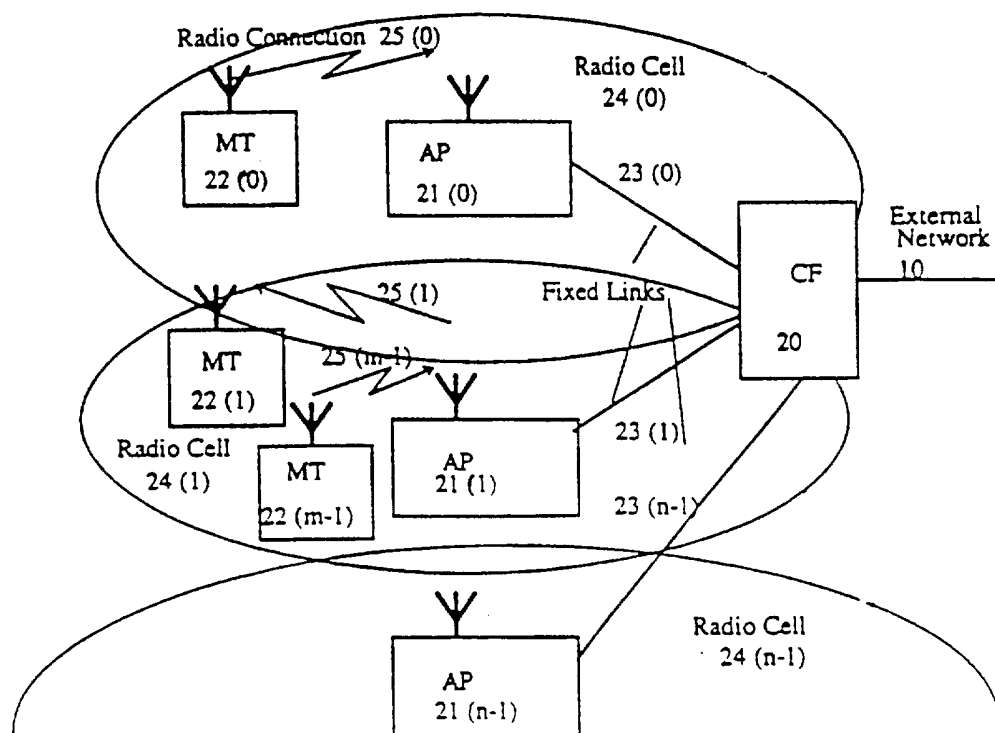 Radio Connection 25 (0)
Radio Cell
24 (0)
MT
22 (0)
AP
21 (0)
23 (0)
External
Network
10
CF
20
25 (1)
Fixed Links
MT
22 (1)
25 (m-1)
Radio Cell
24 (1)
MT
22 (m-1)
AP
21 (1)
23 (1)
23 (n-1)
AP
21 (n-1)
Radio Cell
24 (n-1)